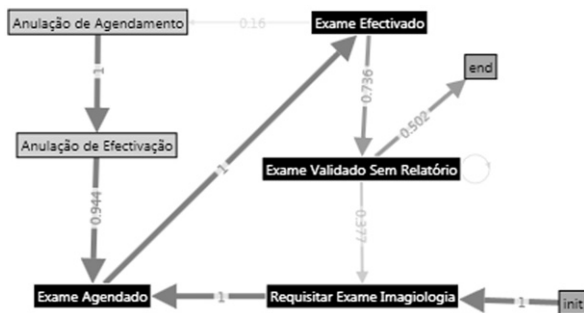 Anulação de Agendamento
0.16
Exame Efectivado
1
0.736
end
0.502
Anulação de Efectivação
1
Exame Validado Sem Relatório
0.944
0.377
Exame Agendado
1
Requisitar Exame Imagiologia
1
init